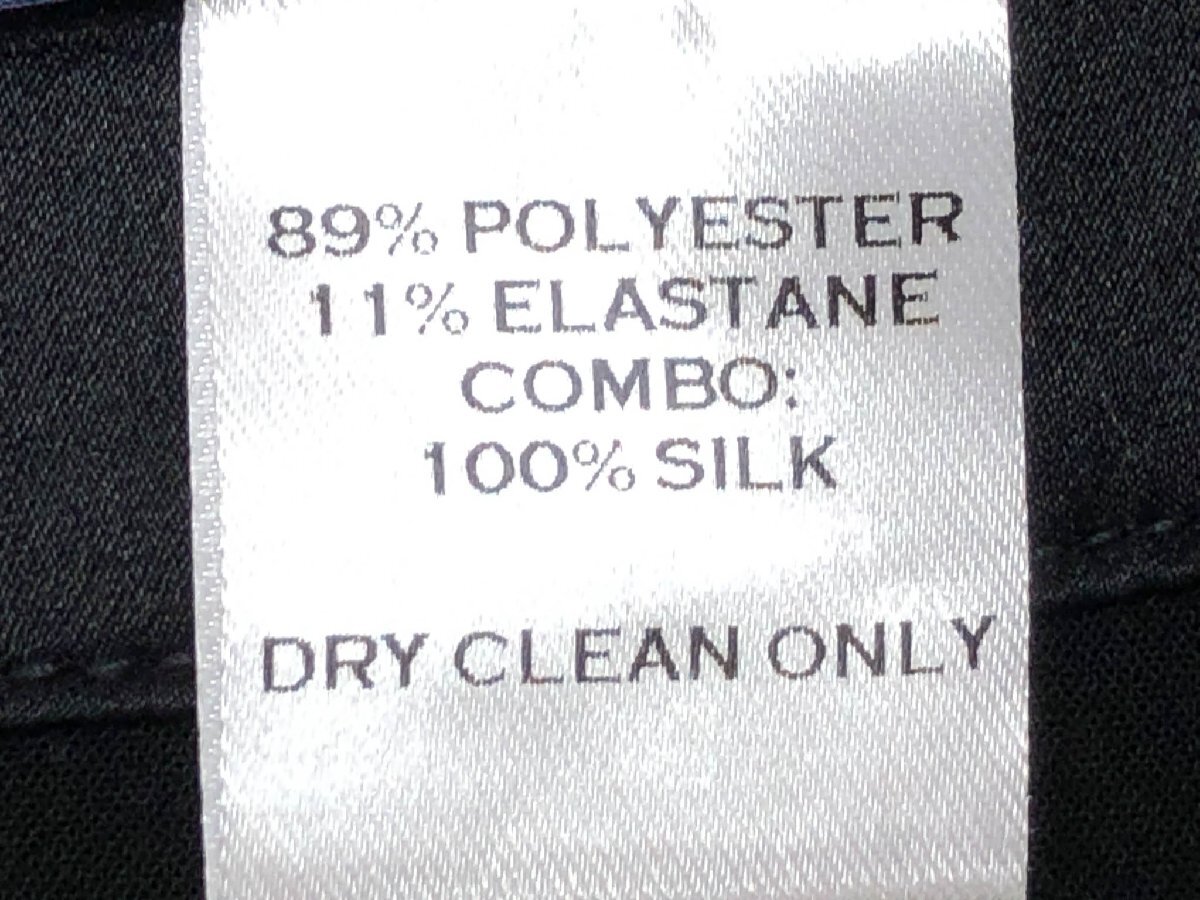 89% POLYESTER
11% ELASTANE
COMBO:
100% SILK
DRY CLEAN ONLY